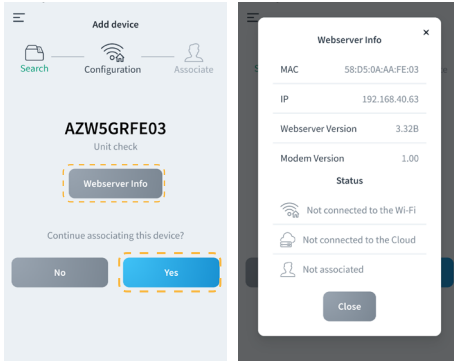 Add device
Search
Configuration
Associate
AZW5GRFE03
Unit check
Webserver Info
Continue associating this device?
No
Yes
Webserver Info
MAC 58:D5:0A:AA:FE:03
IP 192.168.40.63
Webserver Version 3.32B
Modem Version 1.00
Status
Not connected to the Wi-Fi
Not connected to the Cloud
Not associated
Close